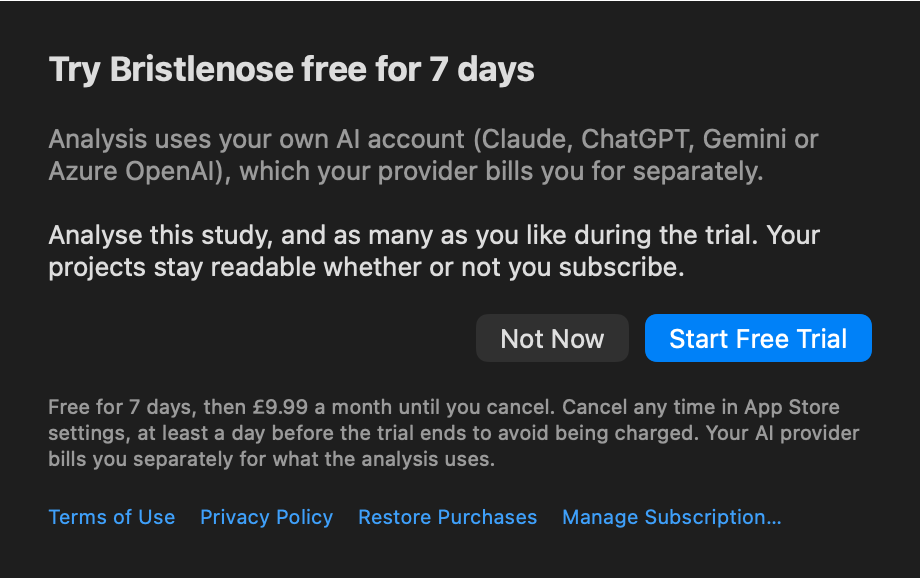 Try Bristlenose free for 7 days
Analysis uses your own AI account (Claude, ChatGPT, Gemini or
Azure OpenAI), which your provider bills you for separately.
Analyse this study, and as many as you like during the trial. Your
projects stay readable whether or not you subscribe.
Not Now
Start Free Trial
Free for 7 days, then £9.99 a month until you cancel. Cancel any time in App Store
settings, at least a day before the trial ends to avoid being charged. Your AI provider
bills you separately for what the analysis uses.
Terms of Use
Privacy Policy
Restore Purchases
Manage Subscription...